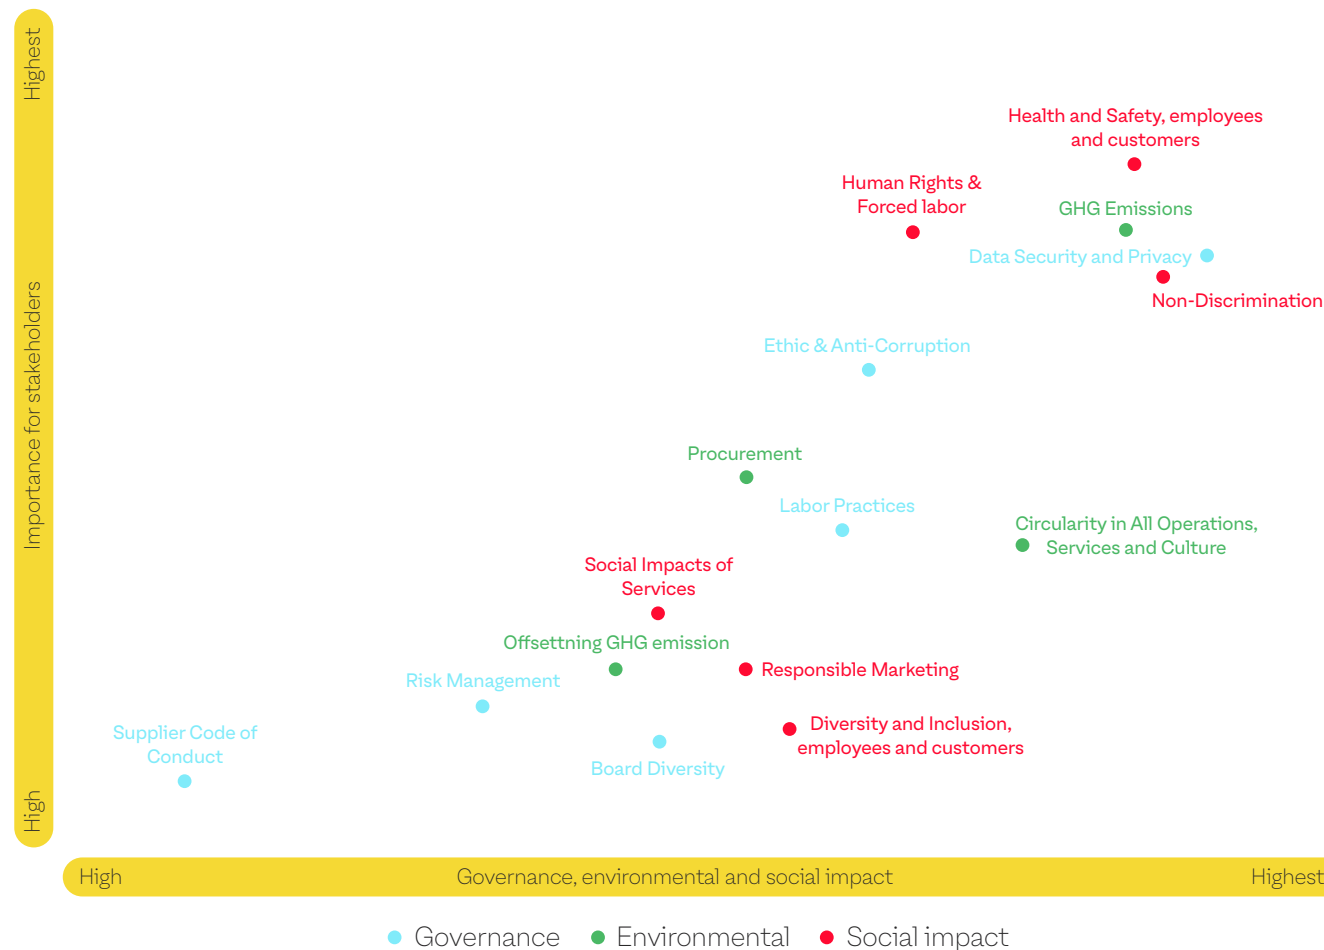 Highest
Importance for stakeholders
High
Health and Safety, employees
and customers
Human Rights &
Forced labor
GHG Emissions
Data Security and Privacy
Non-Discrimination
Ethic & Anti-Corruption
Procurement
Labor Practices
Circularity in All Operations,
Services and Culture
Social Impacts of
Services
Offsettning GHG emission
Responsible Marketing
Risk Management
Diversity and Inclusion,
employees and customers
Supplier Code of
Conduct
Board Diversity
High Governance, environmental and social impact Highest
Governance Environmental Social impact